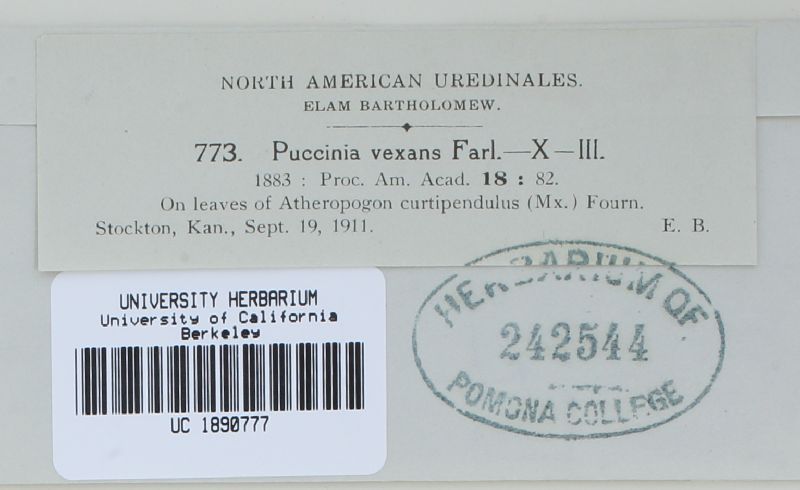 NORTH AMERICAN UREDINALES.
ELAM BARTHOLOMEW.
773. Puccinia vexans Farl.—X—III.
1883 : Proc. Am. Acad. 18 : 82.
On leaves of Atheropogon curtipendulus (Mx.) Fourn.
Stockton, Kan., Sept. 19, 1911. E. B.
UNIVERSITY HERBARIUM
University of California
Berkeley
UC 1890777
HERBARIUM OF
242544
POMONA COLLEGE